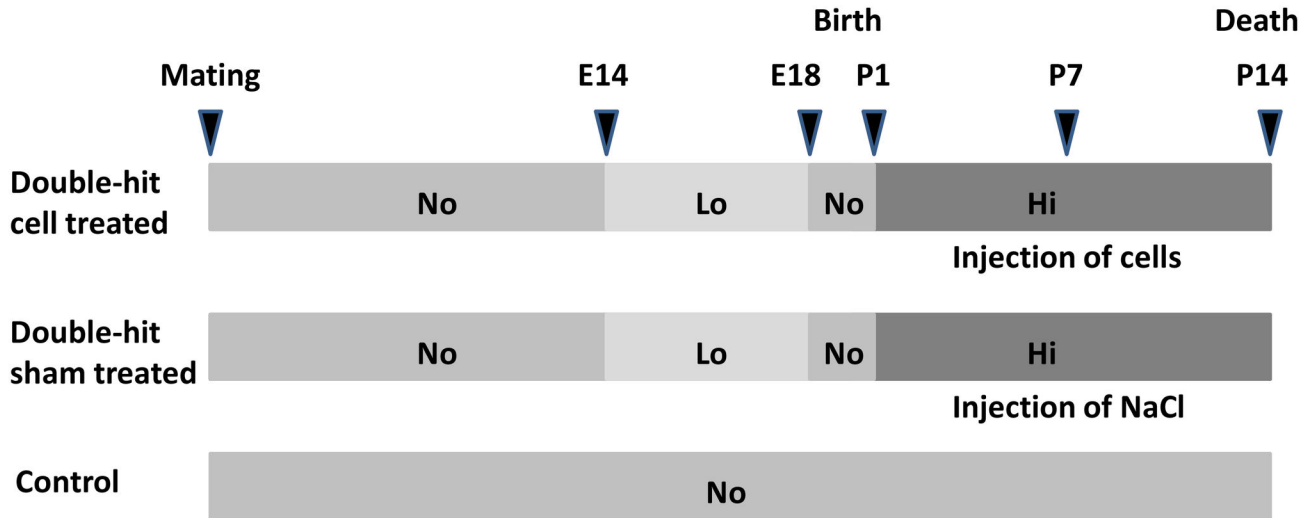 Birth Death
Mating E14 E18 P1 P7 P14
Double-hit
cell treated
No Lo No Hi
Injection of cells
Double-hit
sham treated
No Lo No Hi
Injection of NaCl
Control
No